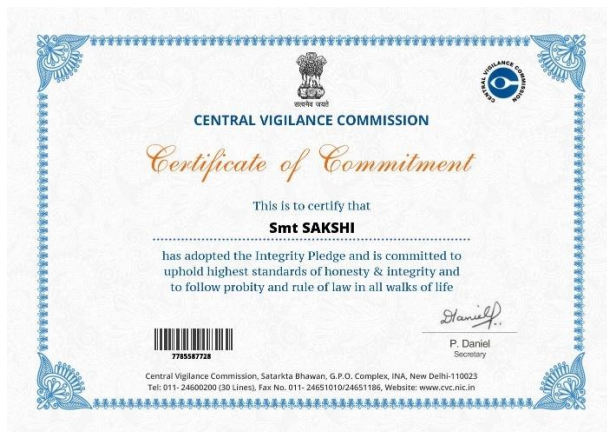 सत्यमेव जयते
CENTRAL VIGILANCE COMMISSION
CENTRAL VIGILANCE COMMISSION
Certificate of Commitment
This is to certify that
Smt SAKSHI
has adopted the Integrity Pledge and is committed to
uphold highest standards of honesty & integrity and
to follow probity and rule of law in all walks of life
Daniel P.
P. Daniel
Secretary
7785587728
Central Vigilance Commission, Satarkta Bhawan, G.P.O. Complex, INA, New Delhi-110023
Tel: 011- 24600200 (30 Lines), Fax No. 011- 24651010/24651186, Website: www.cvc.nic.in